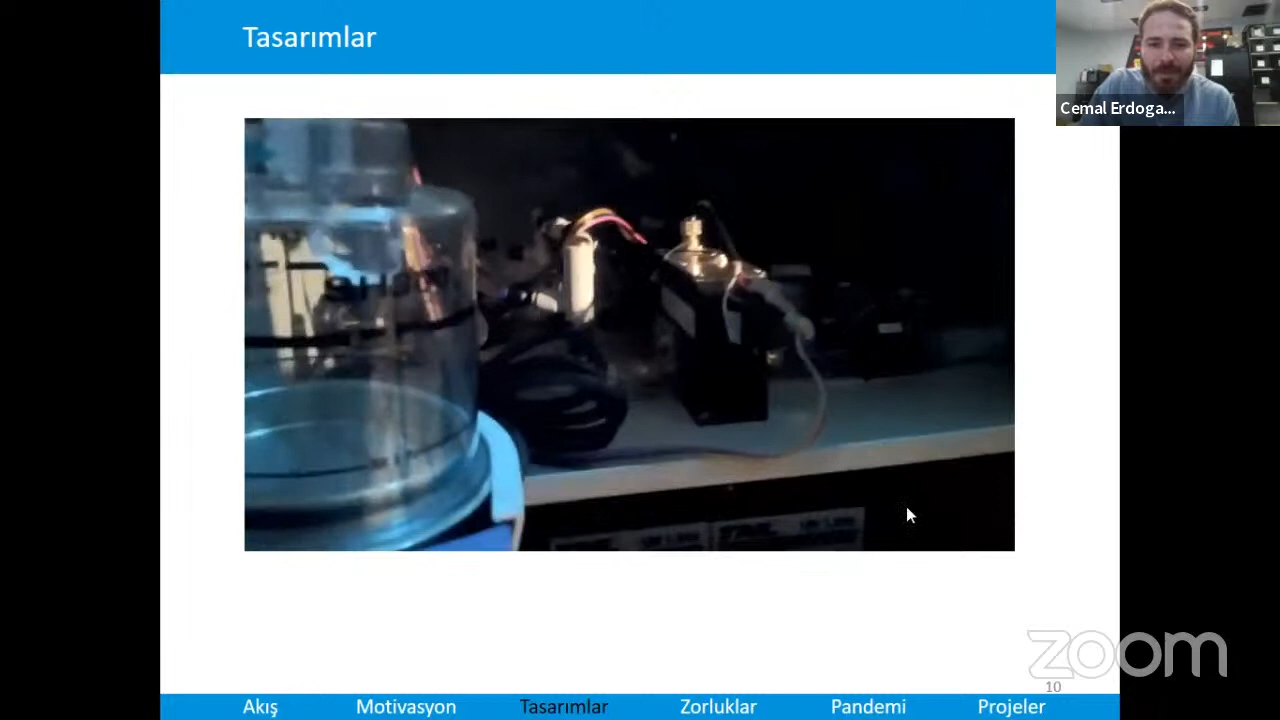 Tasarımlar
Cemal Erdoga...
zoom
10
Akış Motivasyon Tasarımlar Zorluklar Pandemi Projeler